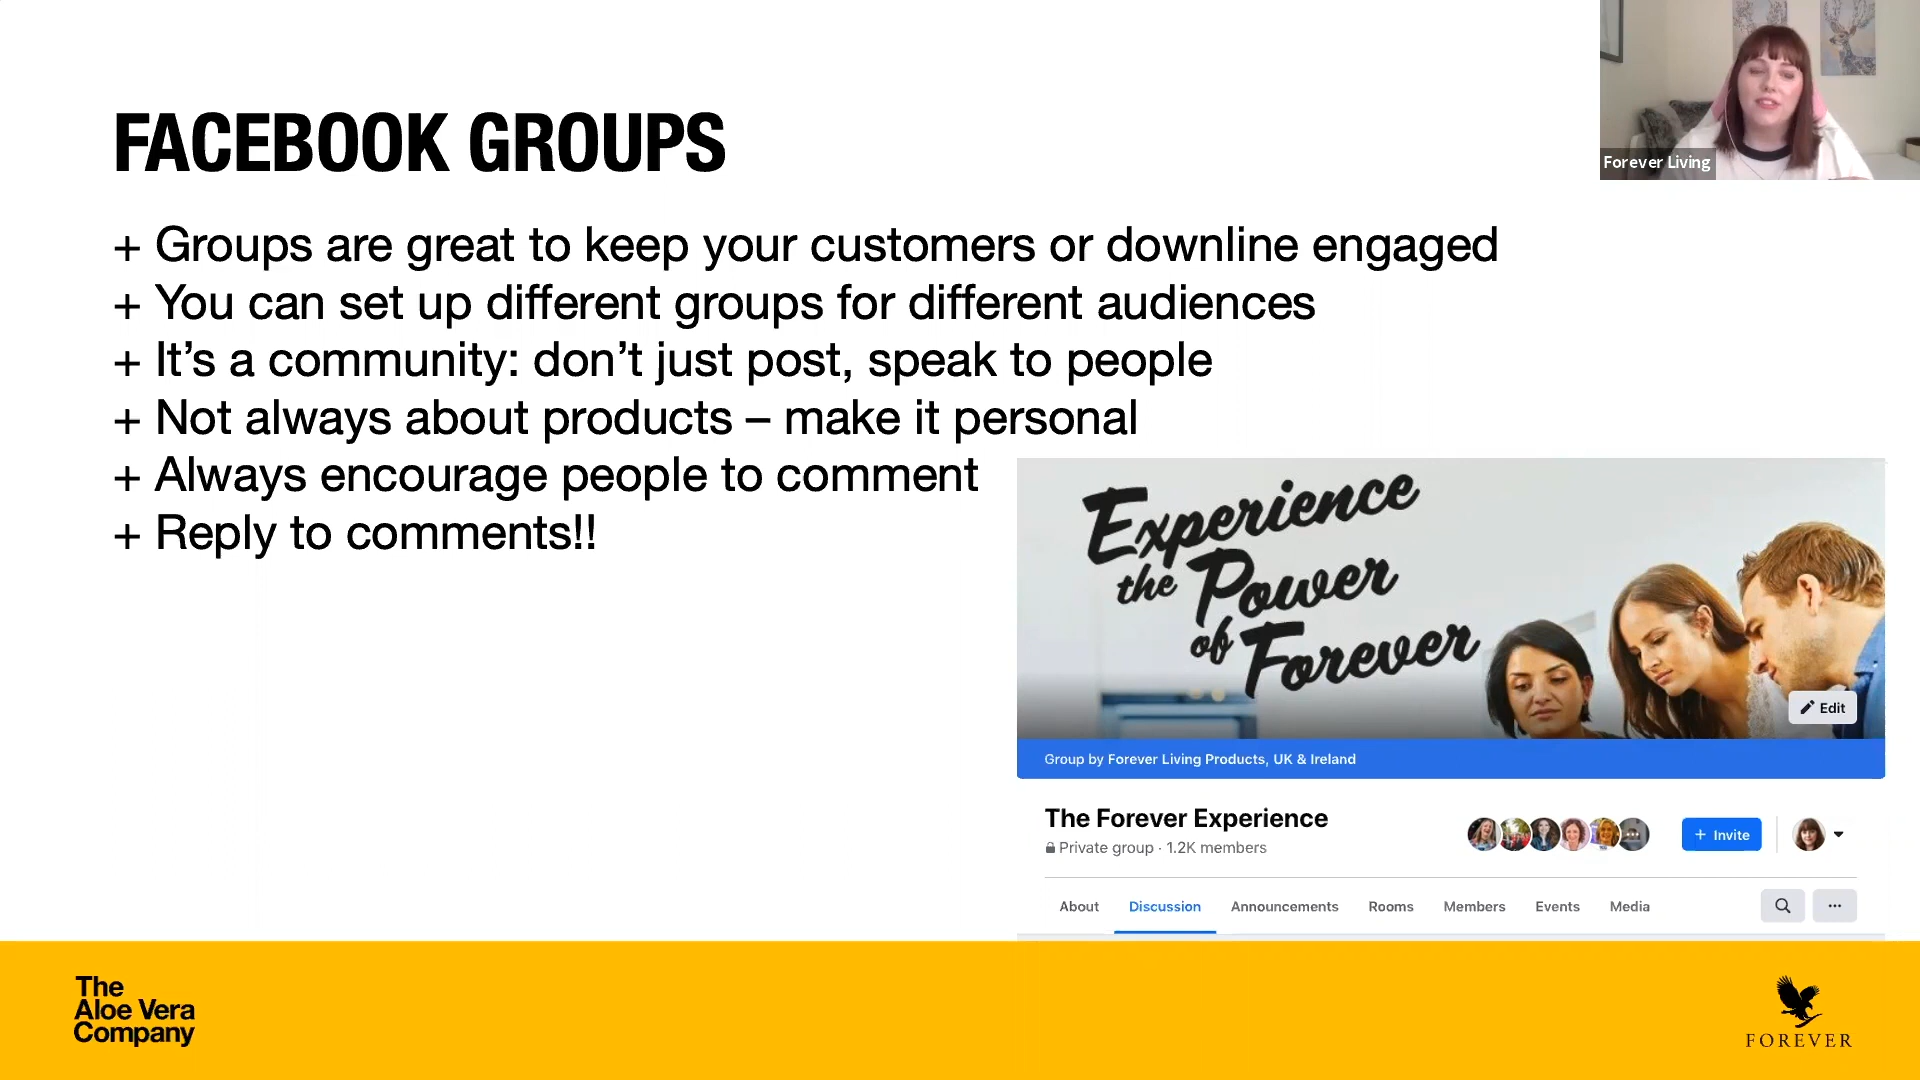 FACEBOOK GROUPS
Forever Living
+ Groups are great to keep your customers or downline engaged
+ You can set up different groups for different audiences
+ It’s a community: don’t just post, speak to people
+ Not always about products – make it personal
+ Always encourage people to comment
+ Reply to comments!!
Experience
the Power
of Forever
Edit
Group by Forever Living Products, UK & Ireland
The Forever Experience
Private group · 1.2K members
+ Invite
About Discussion Announcements Rooms Members Events Media
The
Aloe Vera
Company
FOREVER